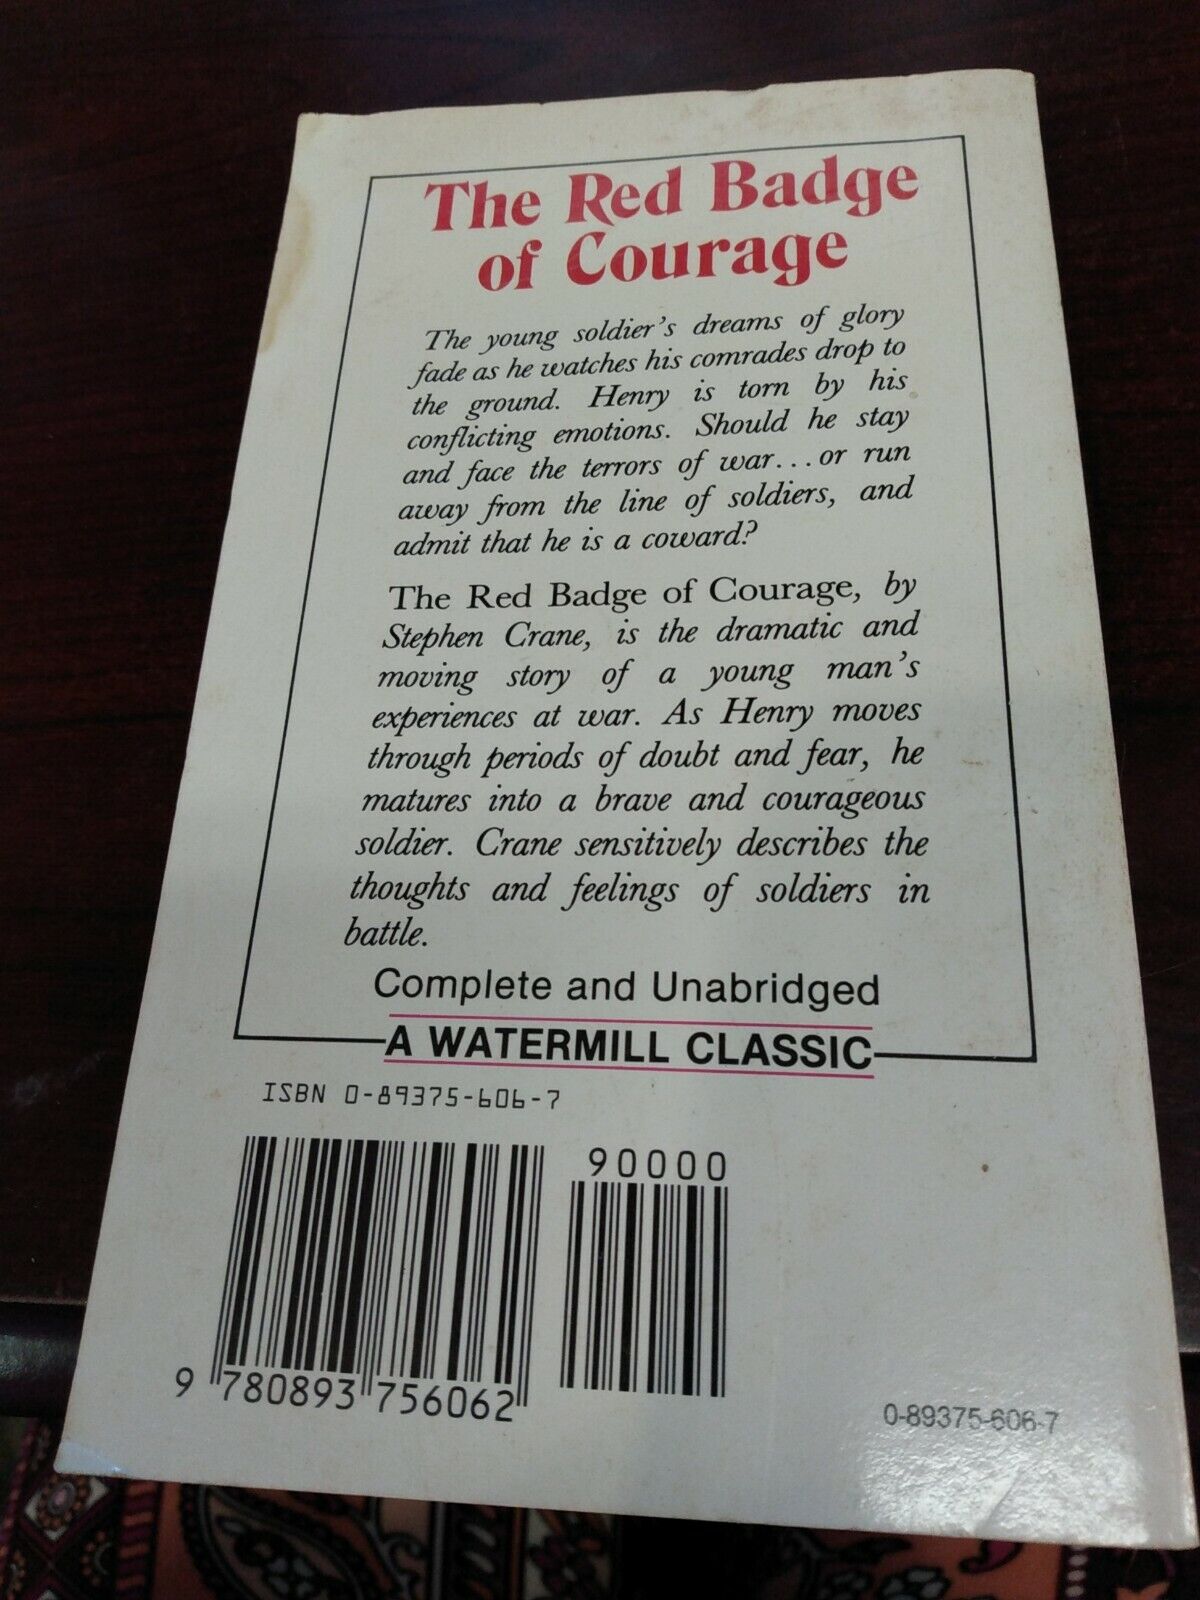 The Red Badge
of Courage
The young soldier's dreams of glory
fade as he watches his comrades drop to
the ground. Henry is torn by his
conflicting emotions. Should he stay
and face the terrors of war...or run
away from the line of soldiers, and
admit that he is a coward?
The Red Badge of Courage, by
Stephen Crane, is the dramatic and
moving story of a young man's
experiences at war. As Henry moves
through periods of doubt and fear, he
matures into a brave and courageous
soldier. Crane sensitively describes the
thoughts and feelings of soldiers in
battle.
Complete and Unabridged
A WATERMILL CLASSIC
ISBN 0-89375-606-7
90000
9 780893 756062
0-89375-606-7